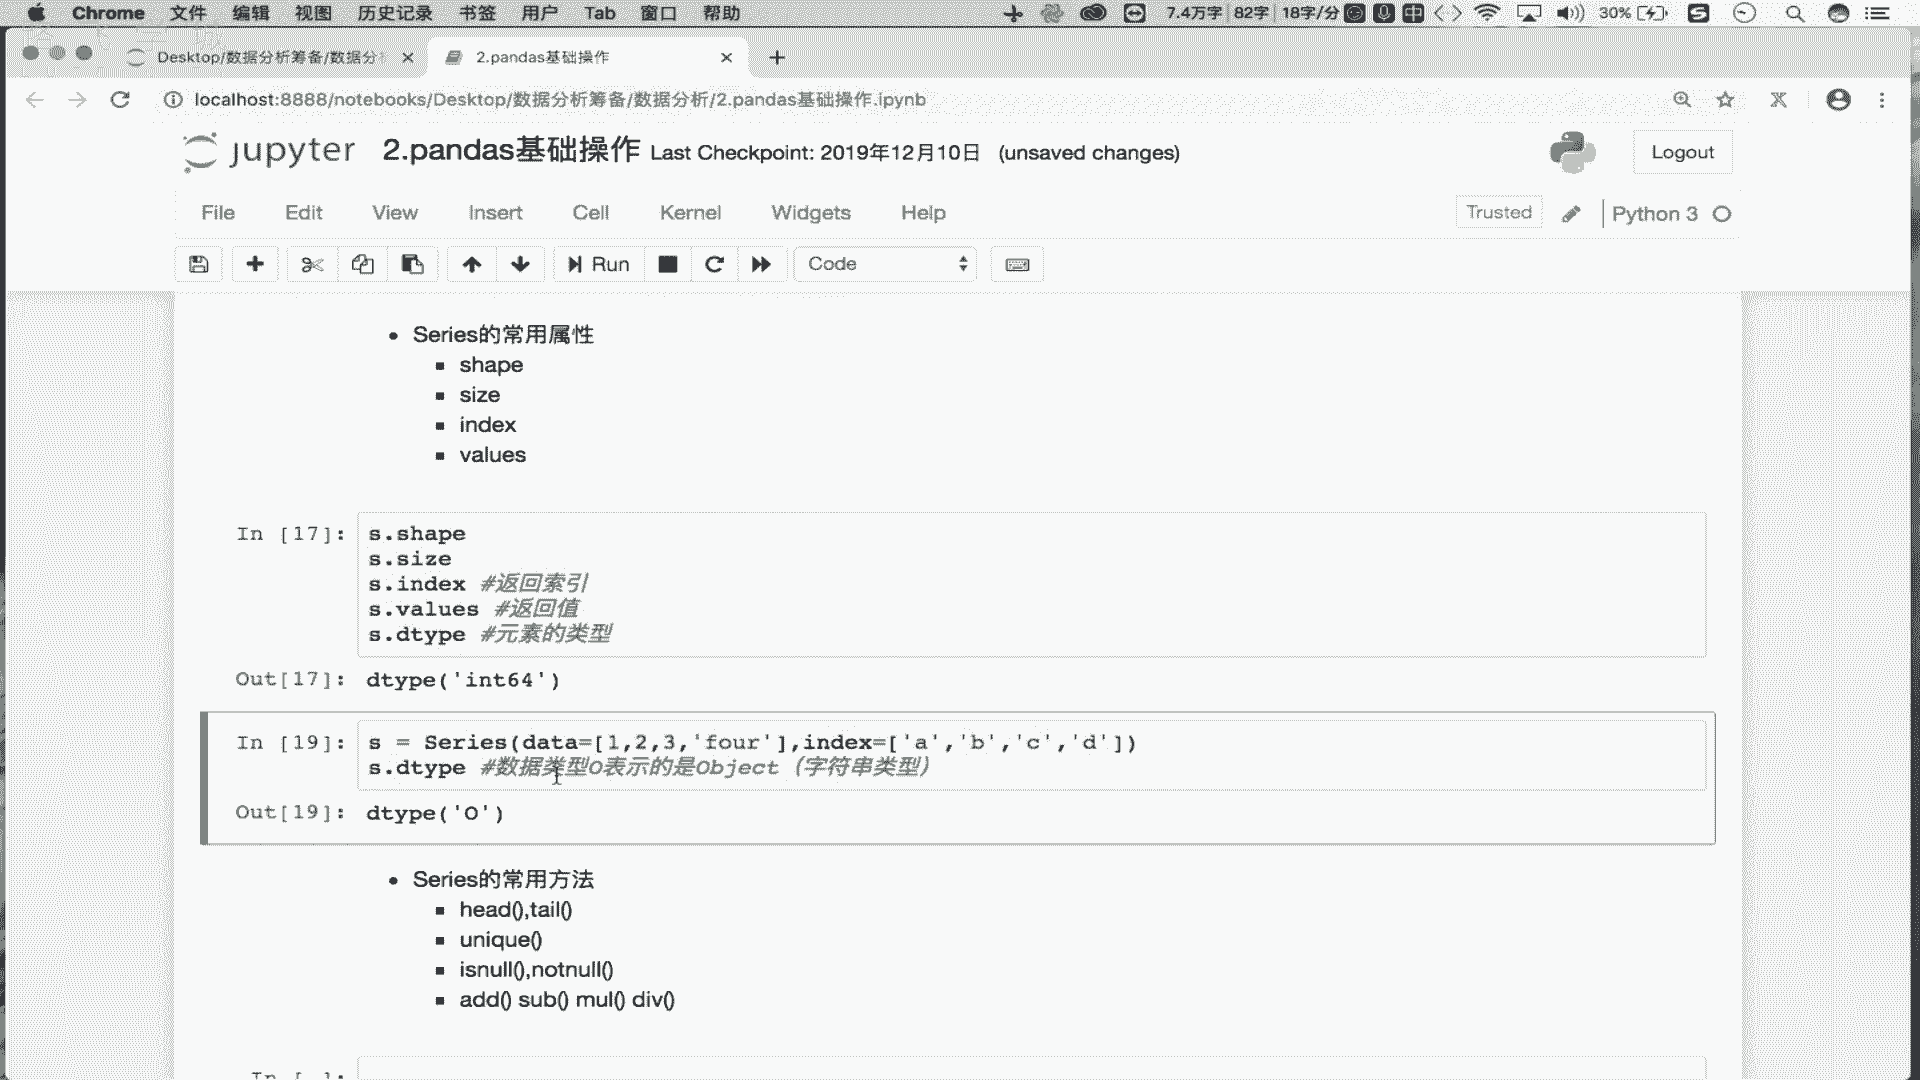 Chrome 文件 编辑 视图 历史记录 书签 用户 Tab 窗口 帮助 7.4万字 82字 18字/分 中 30%
Desktop/数据分析筹备/数据分 2.pandas基础操作
localhost:8888/notebooks/Desktop/数据分析筹备/数据分析/2.pandas基础操作.ipynb
jupyter 2.pandas基础操作 Last Checkpoint: 2019年12月10日 (unsaved changes) Logout
File Edit View Insert Cell Kernel Widgets Help Trusted Python 3
Run Code
Series的常用属性
shape
size
index
values
In [17]: s.shape
s.size
s.index #返回索引
s.values #返回值
s.dtype #元素的类型
Out[17]: dtype('int64')
In [19]: s = Series(data=[1,2,3,'four'],index=['a','b','c','d'])
s.dtype #数据类型O表示的是Object（字符串类型）
Out[19]: dtype('O')
Series的常用方法
head(),tail()
unique()
isnull(),notnull()
add() sub() mul() div()
In [ ]: